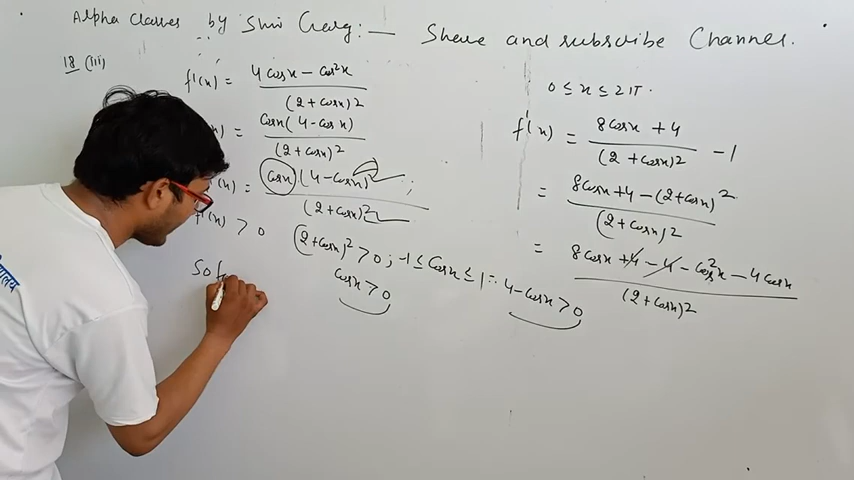 Alpha Classes by Shiv Garg:— Share and subscribe Channel.
18 (iii)
f'(x) = 4cosx - cos²x / (2+cosx)2
= cosx(4-cosx) / (2+cosx)2
'(x) = cosx(4-cosx) / (2+cosx)2
f'(x) > 0 (2+cosx)² > 0 ; -1 ≤ cosx ≤ 1 ∴ 4-cosx > 0
cosx > 0
So f
0 ≤ x ≤ 2π.
f'(x) = 8cosx + 4 / (2+cosx)2 - 1
= 8cosx+4-(2+cosx)² / (2+cosx)2
= 8cosx+4-4-cos²x-4cosx / (2+cosx)2